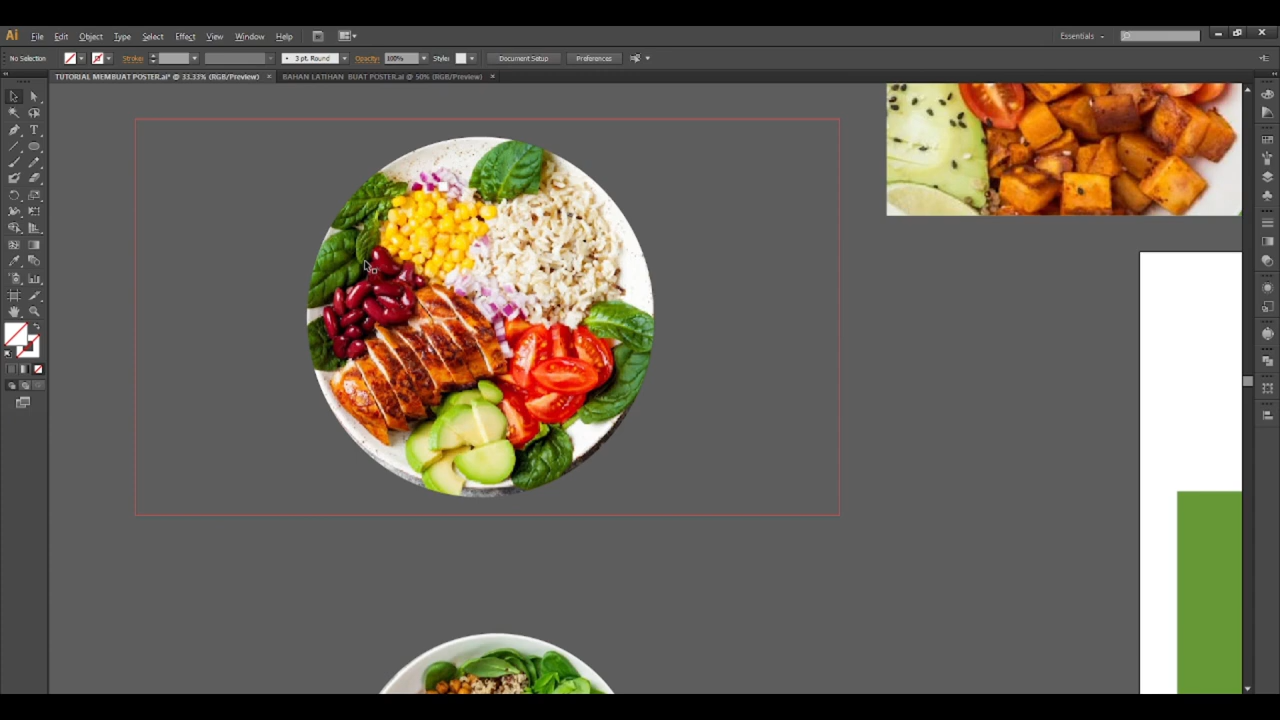 Ai File Edit Object Type Select Effect View Window Help Essentials
No Selection Stroke: 3 pt. Round Opacity: 100% Style: Document Setup Preferences
TUTORIAL MEMBUAT POSTER.ai* @ 33.33% (RGB/Preview) × BAHAN LATIHAN BUAT POSTER.ai @ 50% (RGB/Preview) ×